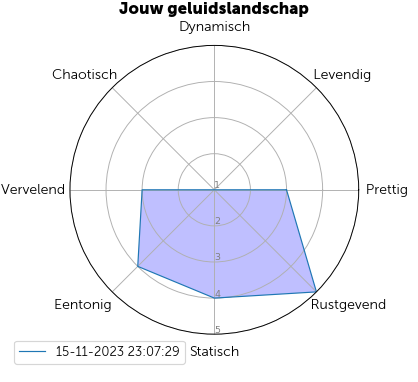 Jouw geluidslandschap
Dynamisch
Chaotisch
Levendig
Vervelend
1
Prettig
2
3
4
Eentonig
Rustgevend
5
15-11-2023 23:07:29
Statisch